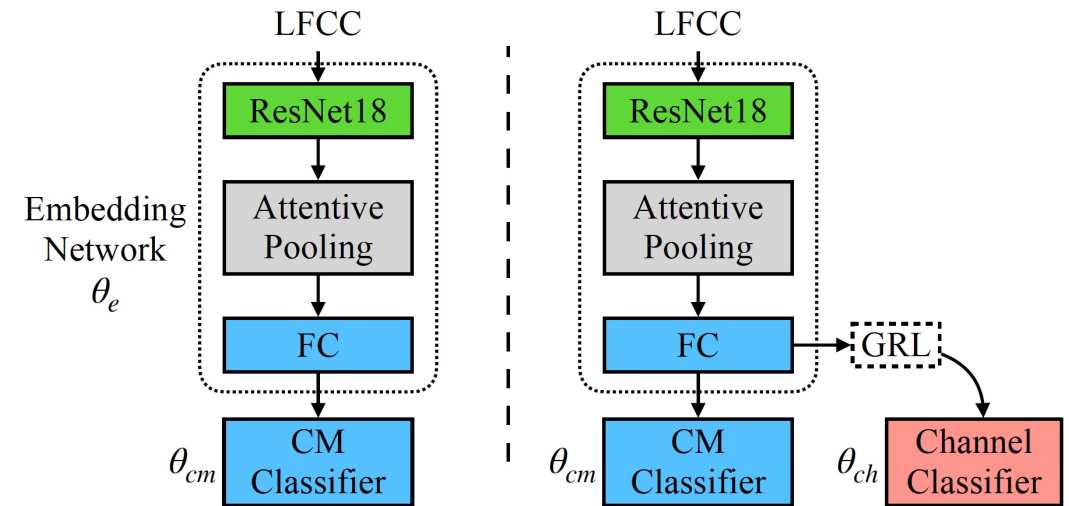 LFCC
ResNet18
Attentive
Pooling
Embedding
Network
θe
FC
CM
Classifier
θcm
LFCC
ResNet18
Attentive
Pooling
FC
GRL
CM
Classifier
θcm
Channel
Classifier
θch